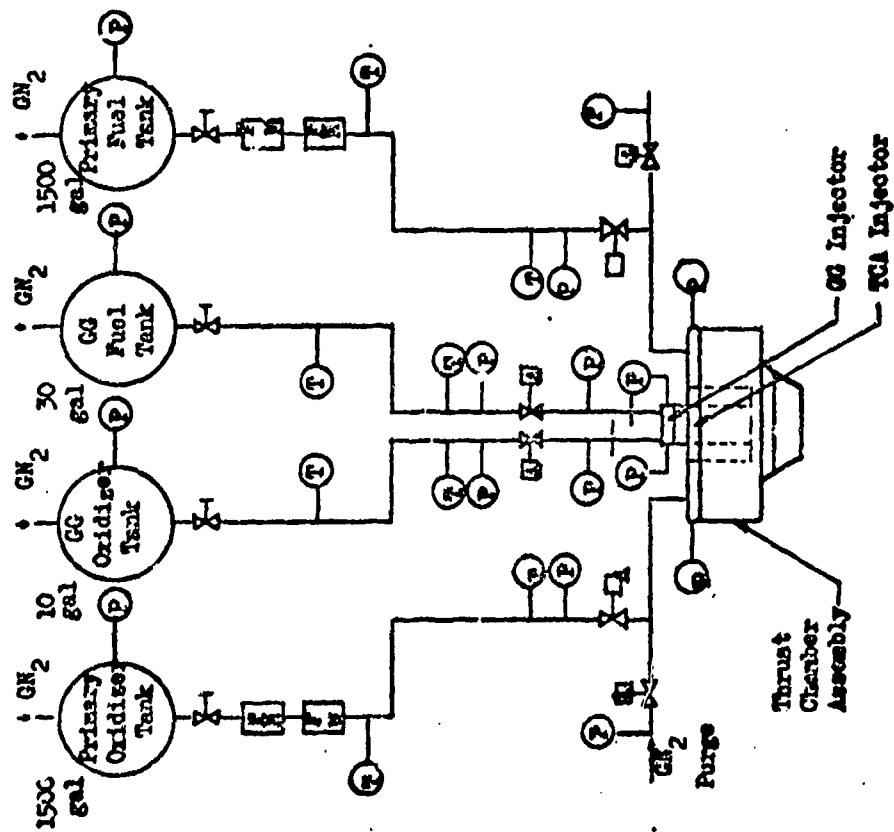 GN2
GN2
GN2
GN2
1500
gal
10
gal
30
gal
1500
gal
Primary
Oxidizer
Tank
P
GG
Oxidizer
Tank
P
GG
Fuel
Tank
P
Primary
Fuel
Tank
P
T
T
T
T
P
T
P
T
P
P
P
P
P
P
P
P
GN2
Purge
Thrust
Chamber
Assembly
GG Injector
TCA Injector